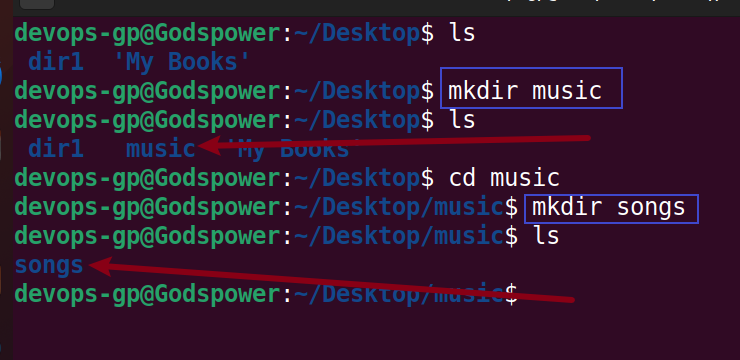 devops-gp@Godspower:~/Desktop$ ls
dir1  'My Books'
devops-gp@Godspower:~/Desktop$ mkdir music
devops-gp@Godspower:~/Desktop$ ls
dir1   music  'My Books'
devops-gp@Godspower:~/Desktop$ cd music
devops-gp@Godspower:~/Desktop/music$ mkdir songs
devops-gp@Godspower:~/Desktop/music$ ls
songs
devops-gp@Godspower:~/Desktop/music$